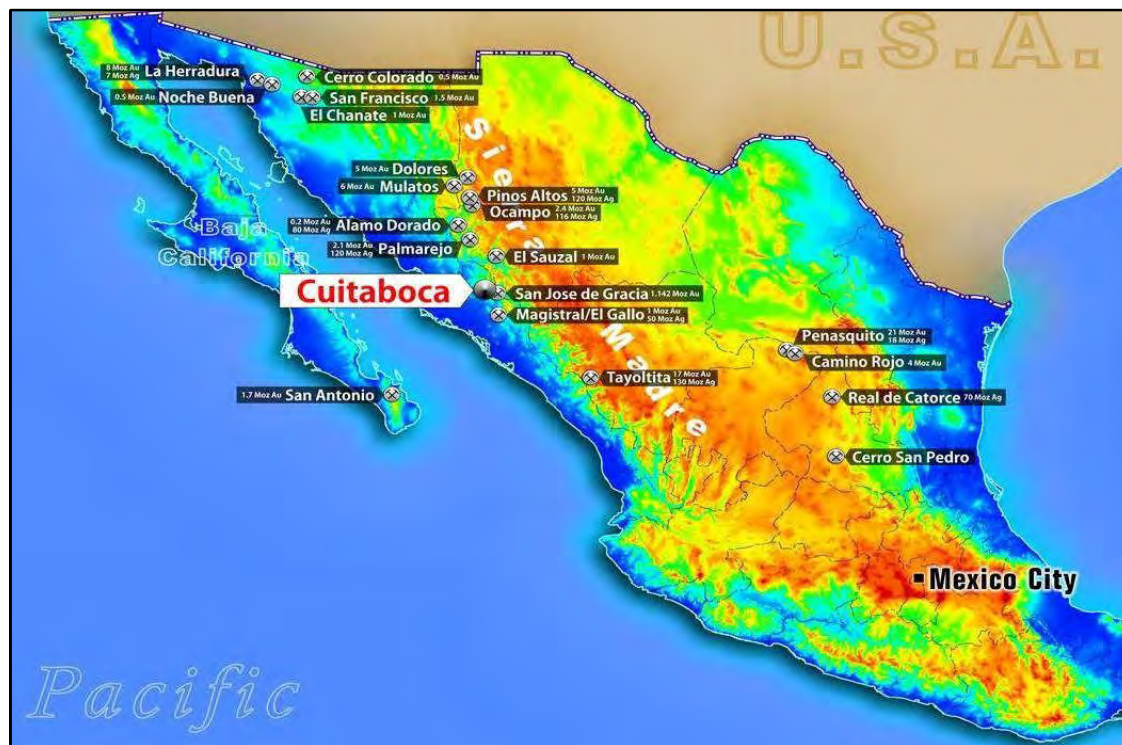 U.S.A.
8 Moz Au
7 Moz Ag
La Herradura
Cerro Colorado 0.5 Moz Au
0.5 Moz Au Noche Buena
San Francisco 1.5 Moz Au
El Chanate 1 Moz Au
Sierra Madre
5 Moz Au Dolores
6 Moz Au Mulatos
Pinos Altos 5 Moz Au
120 Moz Ag
Ocampo 2.4 Moz Au
116 Moz Ag
0.2 Moz Au
80 Moz Ag
Alamo Dorado
Baja
California
2.1 Moz Au
120 Moz Ag
Palmarejo
El Sauzal 1 Moz Au
Cuitaboca
San Jose de Gracia 1.142 Moz Au
Magistral/El Gallo 1 Moz Au
50 Moz Ag
Penasquito 21 Moz Au
18 Moz Ag
Camino Rojo 4 Moz Au
Tayoltita 17 Moz Au
130 Moz Ag
1.7 Moz Au San Antonio
Real de Catorce 70 Moz Ag
Cerro San Pedro
Mexico City
Pacific